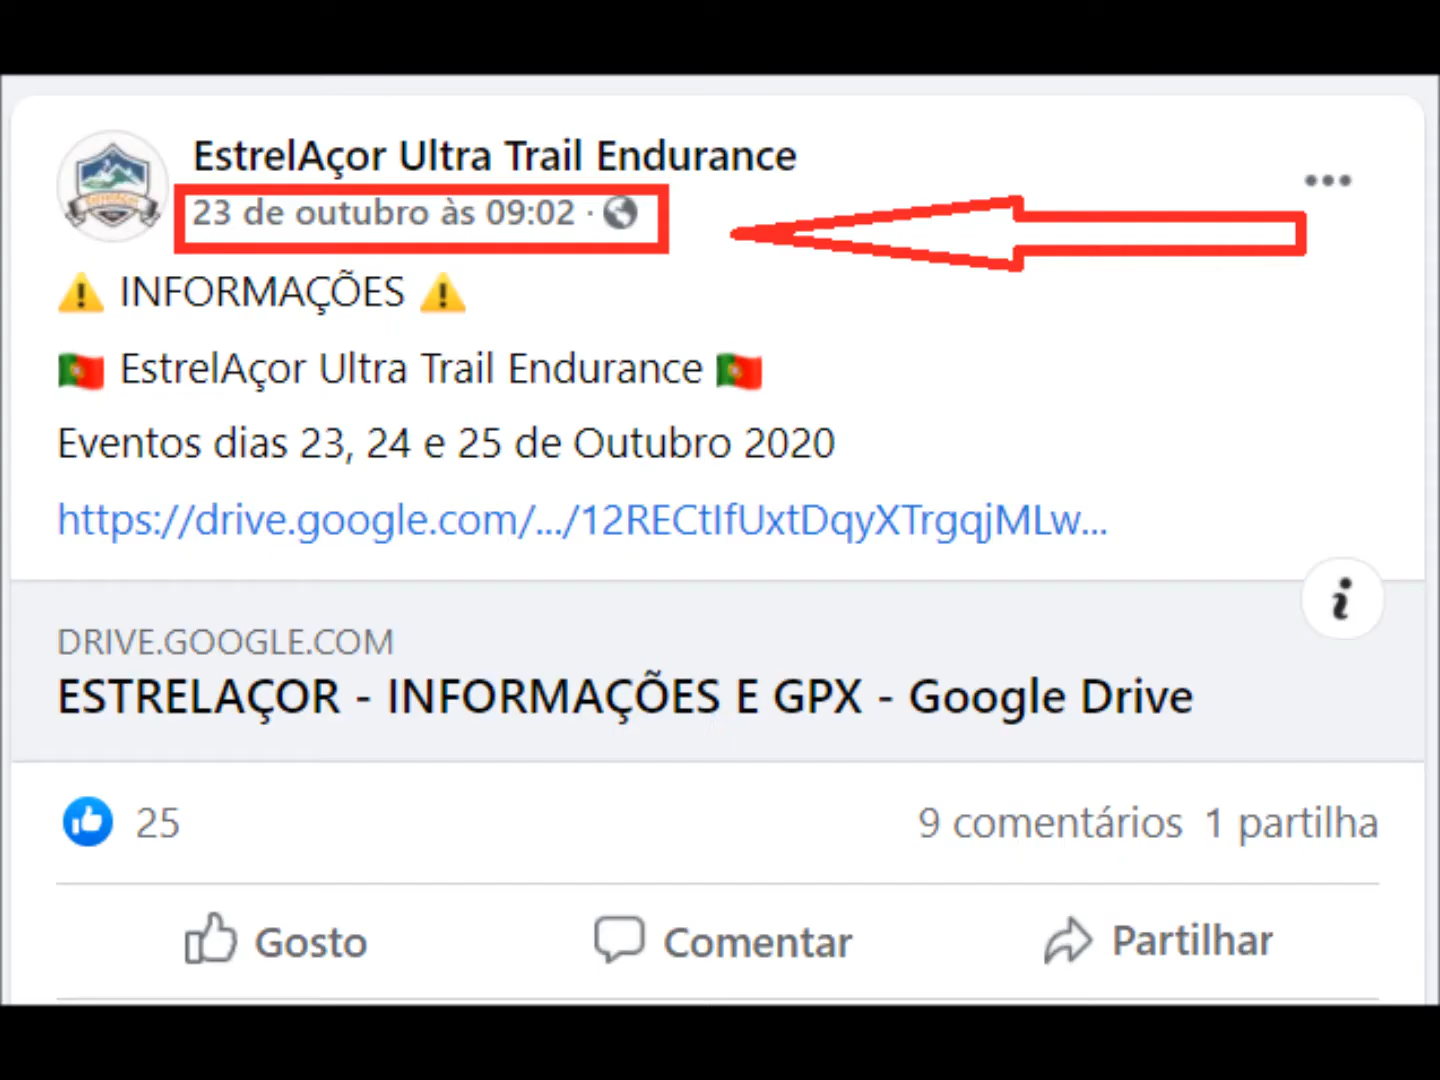 EstrelAçor Ultra Trail Endurance
23 de outubro às 09:02 ·
⚠️ INFORMAÇÕES ⚠️
🇵🇹 EstrelAçor Ultra Trail Endurance 🇵🇹
Eventos dias 23, 24 e 25 de Outubro 2020
https://drive.google.com/.../12RECtIfUxtDqyXTrgqjMLw...
DRIVE.GOOGLE.COM
ESTRELAÇOR - INFORMAÇÕES E GPX - Google Drive
25
9 comentários 1 partilha
Gosto Comentar Partilhar